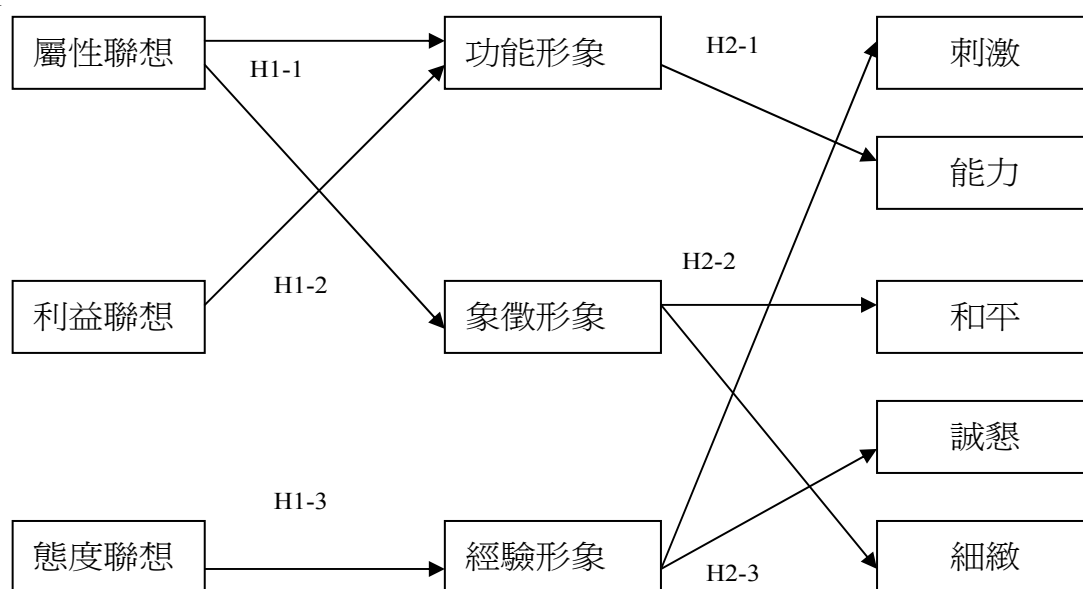 屬性聯想
功能形象
刺激
H1-1
H2-1
能力
利益聯想
H1-2
象徵形象
H2-2
和平
誠懇
態度聯想
H1-3
經驗形象
H2-3
細緻